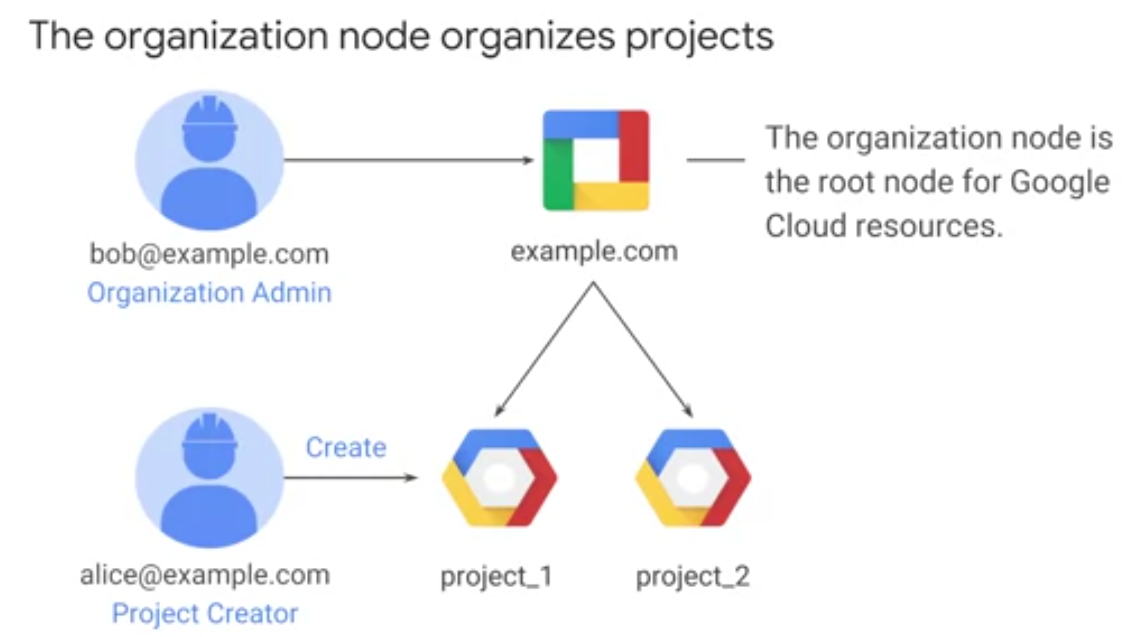 The organization node organizes projects
The organization node is
the root node for Google
Cloud resources.
bob@example.com
Organization Admin
example.com
Create
alice@example.com
Project Creator
project_1
project_2